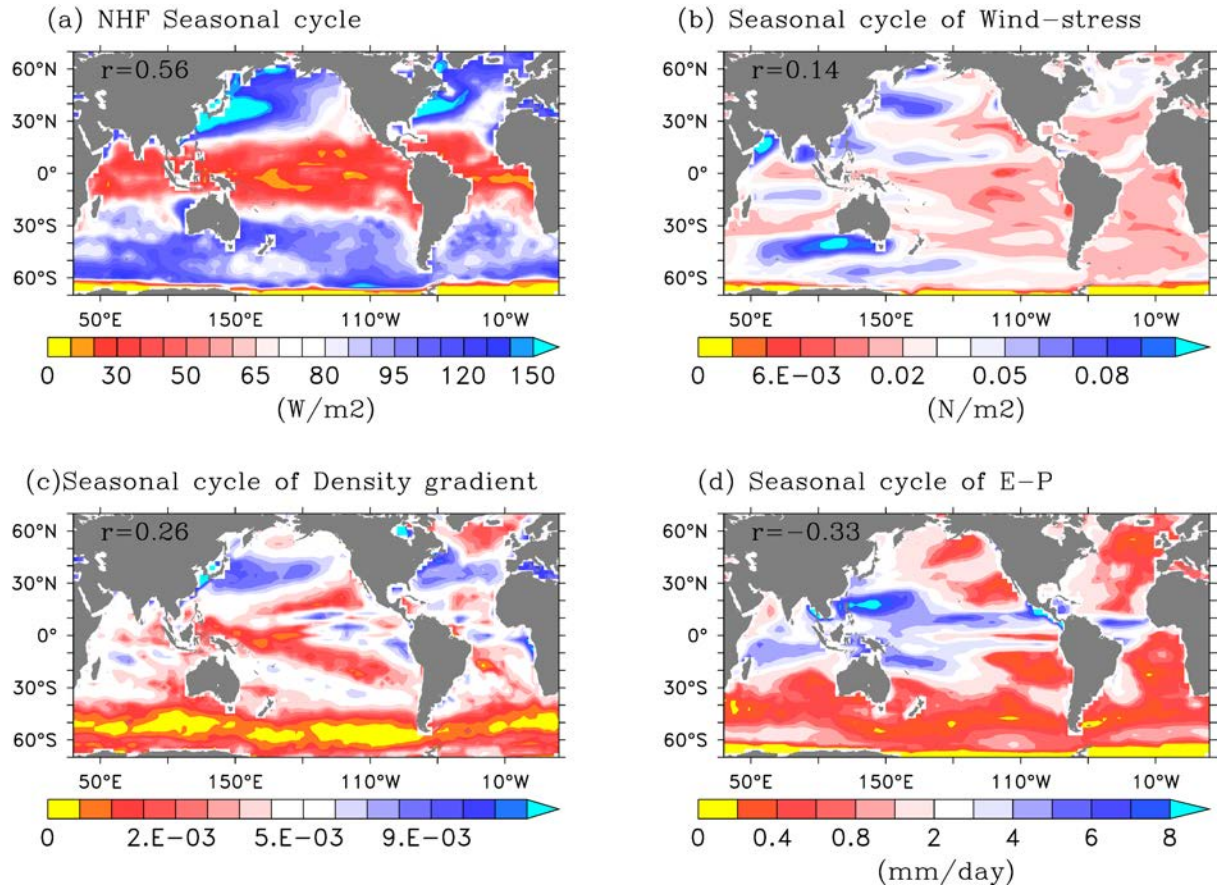 (a) NHF Seasonal cycle
r=0.56
60°N
30°N
0°
30°S
60°S
50°E 150°E 110°W 10°W
0 30 50 65 80 95 120 150
(W/m2)
(b) Seasonal cycle of Wind-stress
r=0.14
60°N
30°N
0°
30°S
60°S
50°E 150°E 110°W 10°W
0 6.E-03 0.02 0.05 0.08
(N/m2)
(c)Seasonal cycle of Density gradient
r=0.26
60°N
30°N
0°
30°S
60°S
50°E 150°E 110°W 10°W
0 2.E-03 5.E-03 9.E-03
(d) Seasonal cycle of E-P
r=-0.33
60°N
30°N
0°
30°S
60°S
50°E 150°E 110°W 10°W
0 0.4 0.8 2 4 6 8
(mm/day)